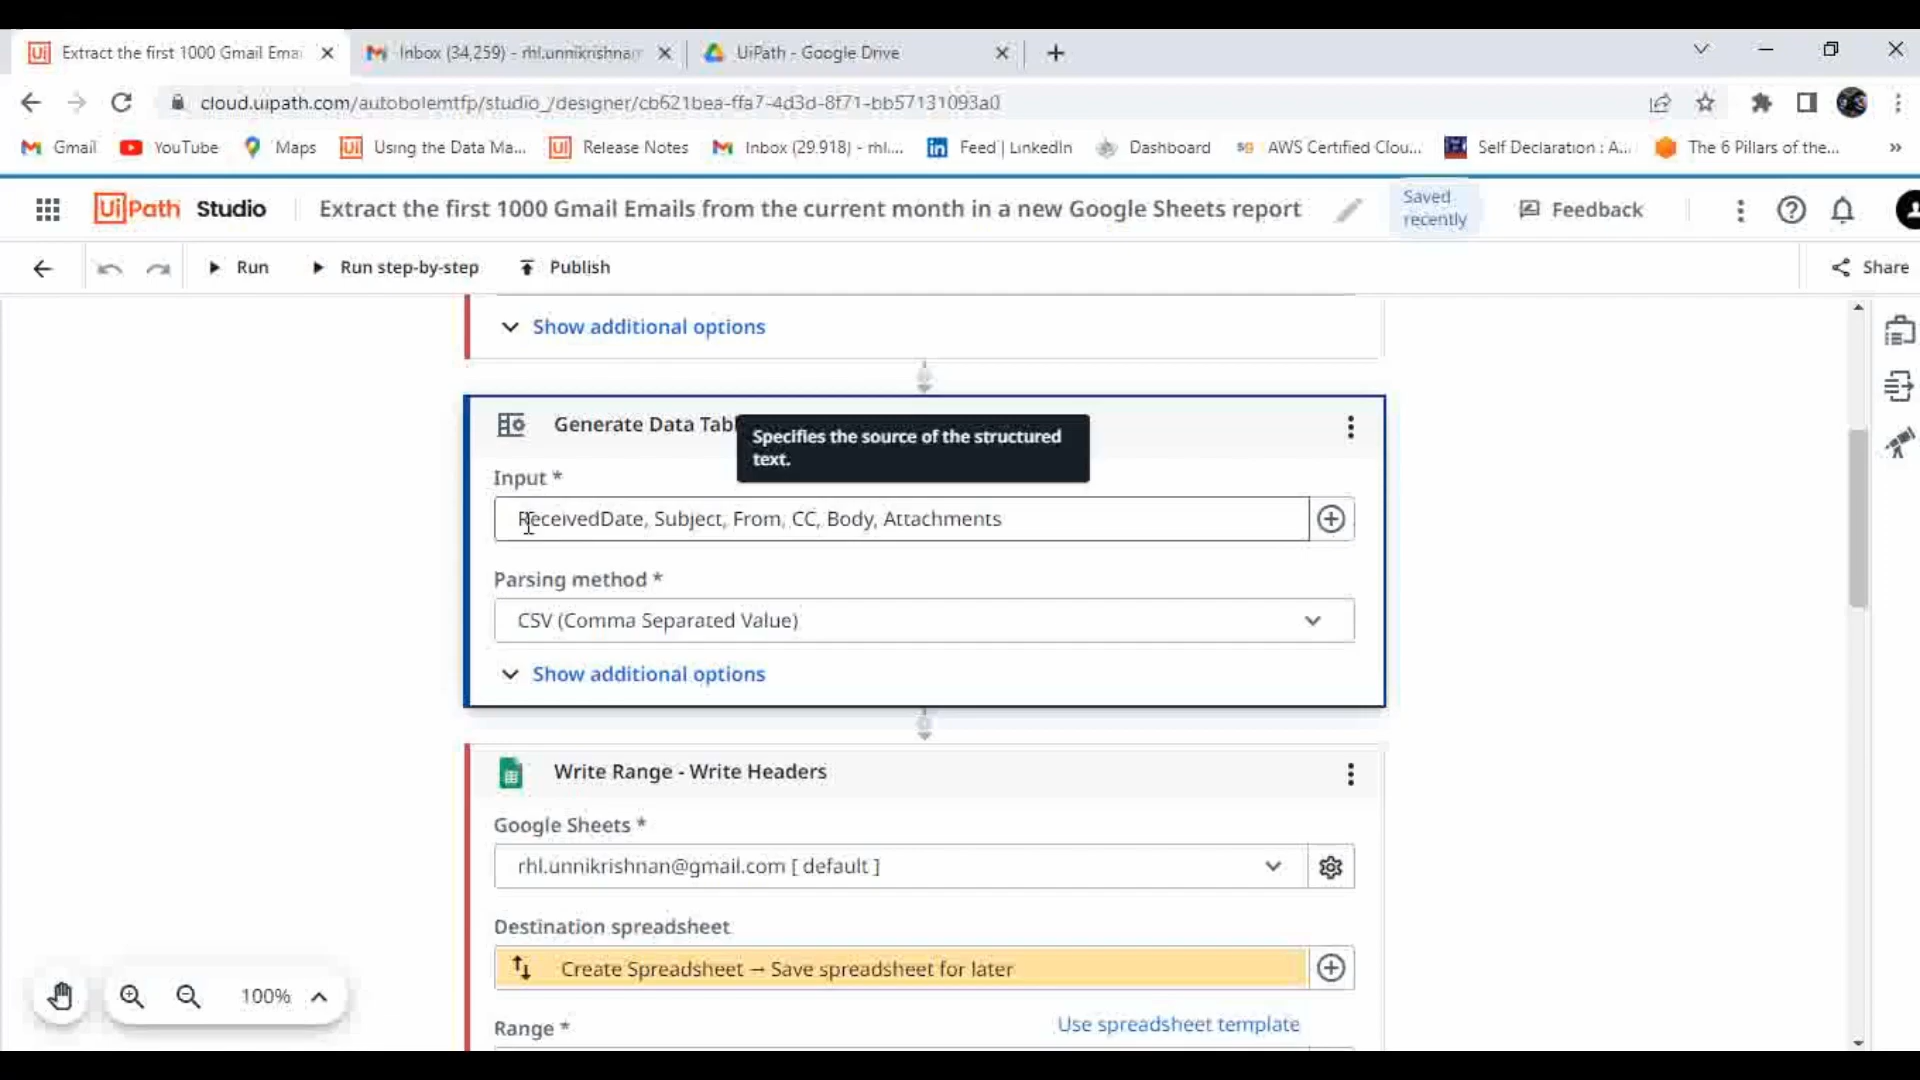 Extract the first 1000 Gmail Emai
Inbox (34,259) - rhl.unnikrishnan
UiPath - Google Drive
cloud.uipath.com/autobolemtfp/studio_/designer/cb621bea-ffa7-4d3d-8f71-bb57131093a0
Gmail YouTube Maps Using the Data Ma... Release Notes Inbox (29,918) - rhl.... Feed | LinkedIn Dashboard AWS Certified Clou... Self Declaration : A... The 6 Pillars of the... »
UiPath Studio Extract the first 1000 Gmail Emails from the current month in a new Google Sheets report Saved recently Feedback
Run Run step-by-step Publish Share
Show additional options
Generate Data Tabl
Specifies the source of the structured
text.
Input *
ReceivedDate, Subject, From, CC, Body, Attachments
Parsing method *
CSV (Comma Separated Value)
Show additional options
Write Range - Write Headers
Google Sheets *
rhl.unnikrishnan@gmail.com [ default ]
Destination spreadsheet
Create Spreadsheet → Save spreadsheet for later
100%
Range * Use spreadsheet template